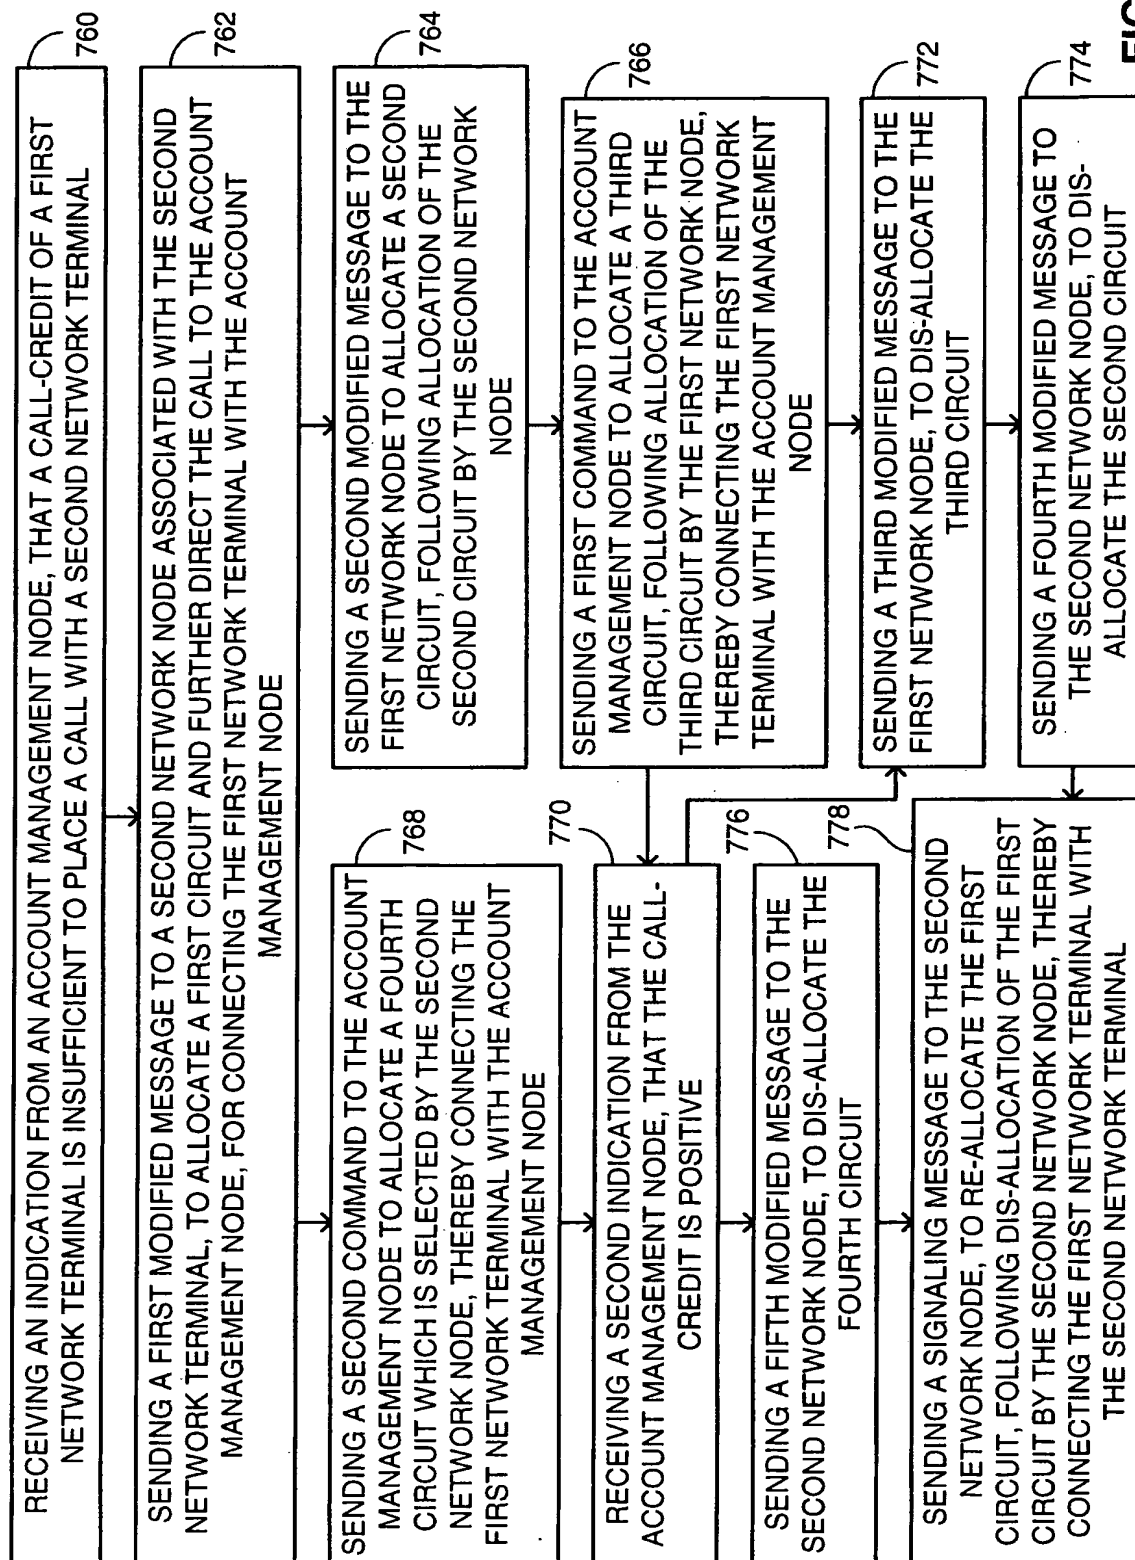 RECEIVING AN INDICATION FROM AN ACCOUNT MANAGEMENT NODE, THAT A CALL-CREDIT OF A FIRST
NETWORK TERMINAL IS INSUFFICIENT TO PLACE A CALL WITH A SECOND NETWORK TERMINAL
760
SENDING A FIRST MODIFIED MESSAGE TO A SECOND NETWORK NODE ASSOCIATED WITH THE SECOND
NETWORK TERMINAL, TO ALLOCATE A FIRST CIRCUIT AND FURTHER DIRECT THE CALL TO THE ACCOUNT
MANAGEMENT NODE, FOR CONNECTING THE FIRST NETWORK TERMINAL WITH THE ACCOUNT
MANAGEMENT NODE
762
SENDING A SECOND MODIFIED MESSAGE TO THE
FIRST NETWORK NODE TO ALLOCATE A SECOND
CIRCUIT, FOLLOWING ALLOCATION OF THE
SECOND CIRCUIT BY THE SECOND NETWORK
NODE
764
SENDING A FIRST COMMAND TO THE ACCOUNT
MANAGEMENT NODE TO ALLOCATE A THIRD
CIRCUIT, FOLLOWING ALLOCATION OF THE
THIRD CIRCUIT BY THE FIRST NETWORK NODE,
THEREBY CONNECTING THE FIRST NETWORK
TERMINAL WITH THE ACCOUNT MANAGEMENT
NODE
766
SENDING A SECOND COMMAND TO THE ACCOUNT
MANAGEMENT NODE TO ALLOCATE A FOURTH
CIRCUIT WHICH IS SELECTED BY THE SECOND
NETWORK NODE, THEREBY CONNECTING THE
FIRST NETWORK TERMINAL WITH THE ACCOUNT
MANAGEMENT NODE
768
RECEIVING A SECOND INDICATION FROM THE
ACCOUNT MANAGEMENT NODE, THAT THE CALL-
CREDIT IS POSITIVE
770
SENDING A THIRD MODIFIED MESSAGE TO THE
FIRST NETWORK NODE, TO DIS-ALLOCATE THE
THIRD CIRCUIT
772
SENDING A FOURTH MODIFIED MESSAGE TO
THE SECOND NETWORK NODE, TO DIS-
ALLOCATE THE SECOND CIRCUIT
774
SENDING A FIFTH MODIFIED MESSAGE TO THE
SECOND NETWORK NODE, TO DIS-ALLOCATE THE
FOURTH CIRCUIT
776
SENDING A SIGNALING MESSAGE TO THE SECOND
NETWORK NODE, TO RE-ALLOCATE THE FIRST
CIRCUIT, FOLLOWING DIS-ALLOCATION OF THE FIRST
CIRCUIT BY THE SECOND NETWORK NODE, THEREBY
CONNECTING THE FIRST NETWORK TERMINAL WITH
THE SECOND NETWORK TERMINAL
778